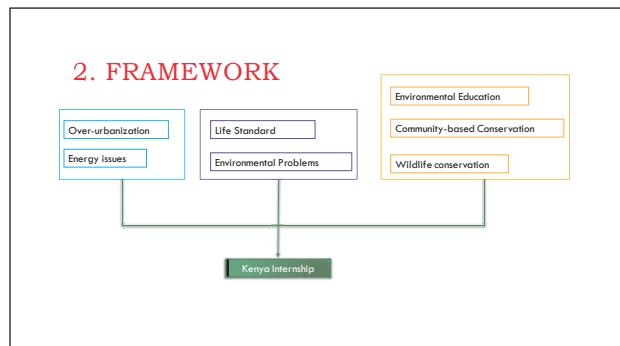 2. FRAMEWORK
Over-urbanization
Energy issues
Life Standard
Environmental Problems
Environmental Education
Community-based Conservation
Wildlife conservation
Kenya Internship